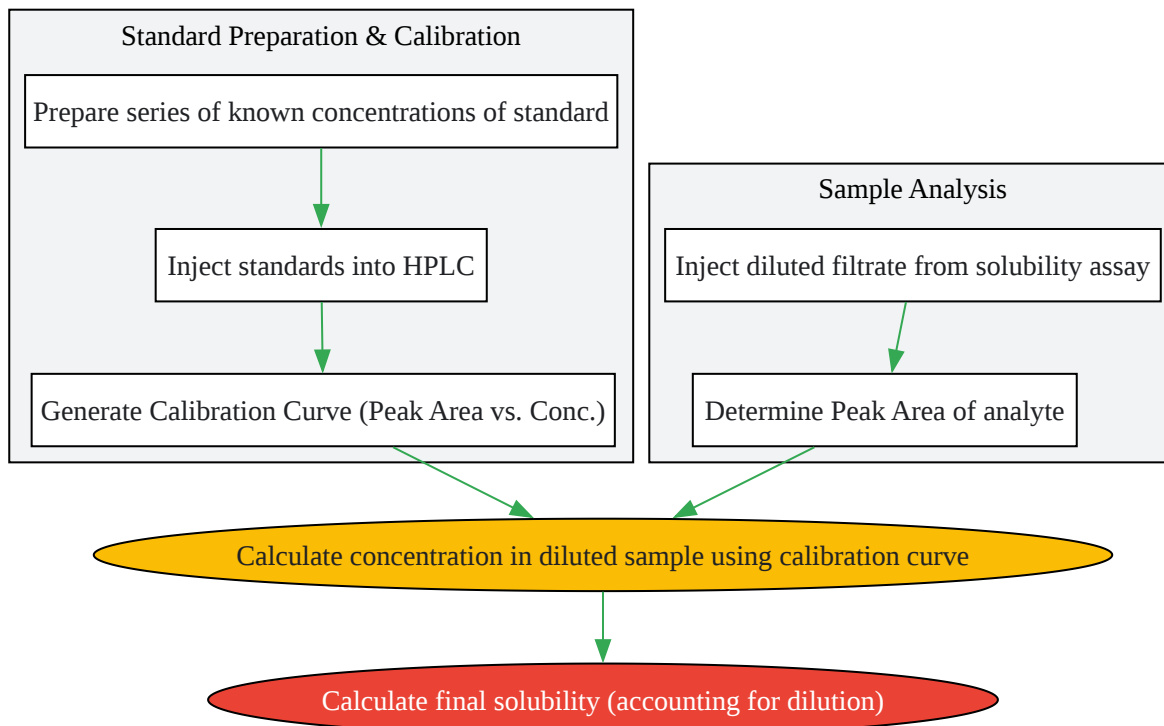 Standard Preparation & Calibration
Prepare series of known concentrations of standard
Inject standards into HPLC
Generate Calibration Curve (Peak Area vs. Conc.)
Sample Analysis
Inject diluted filtrate from solubility assay
Determine Peak Area of analyte
Calculate concentration in diluted sample using calibration curve
Calculate final solubility (accounting for dilution)